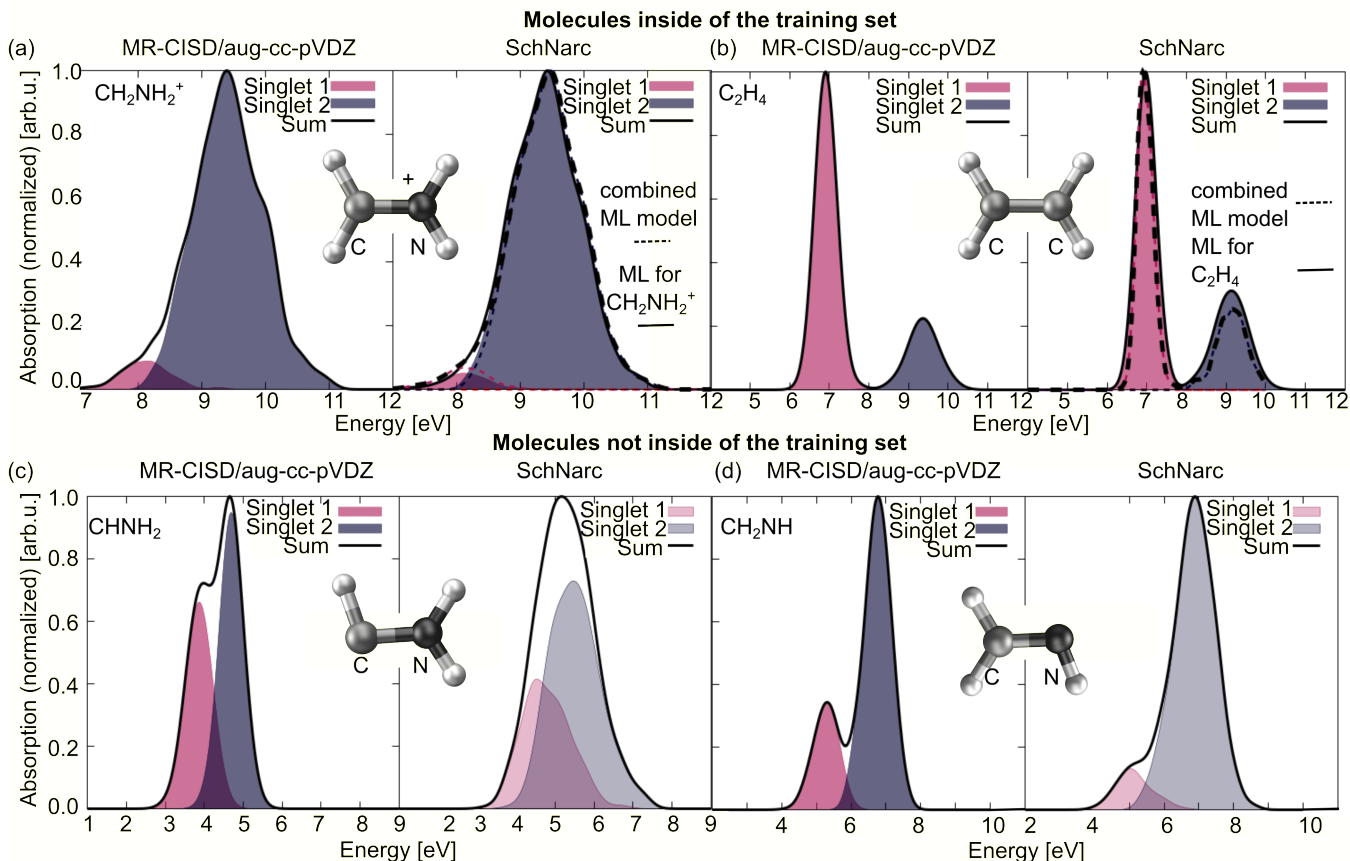 Molecules inside of the training set
(a)
MR-CISD/aug-cc-pVDZ
SchNarc
Absorption (normalized) [arb.u.]
1.0
0.8
0.6
0.4
0.2
0.0
CH₂NH₂⁺
Singlet 1
Singlet 2
Sum
+
C
N
Singlet 1
Singlet 2
Sum
combined
ML model
ML for
CH₂NH₂⁺
7 8 9 10 11 12 8 9 10 11 12
Energy [eV]
(b)
MR-CISD/aug-cc-pVDZ
SchNarc
C₂H₄
Singlet 1
Singlet 2
Sum
C
C
Singlet 1
Singlet 2
Sum
combined
ML model
ML for
C₂H₄
5 6 7 8 9 10 11 12 5 6 7 8 9 10 11 12
Energy [eV]
Molecules not inside of the training set
(c)
MR-CISD/aug-cc-pVDZ
SchNarc
Absorption (normalized) [arb.u.]
1.0
0.8
0.6
0.4
0.2
0.0
CHNH₂
Singlet 1
Singlet 2
Sum
C
N
Singlet 1
Singlet 2
Sum
1 2 3 4 5 6 7 8 9 2 3 4 5 6 7 8 9
Energy [eV]
(d)
MR-CISD/aug-cc-pVDZ
SchNarc
CH₂NH
Singlet 1
Singlet 2
Sum
C
N
Singlet 1
Singlet 2
Sum
4 6 8 10 2 4 6 8 10
Energy [eV]